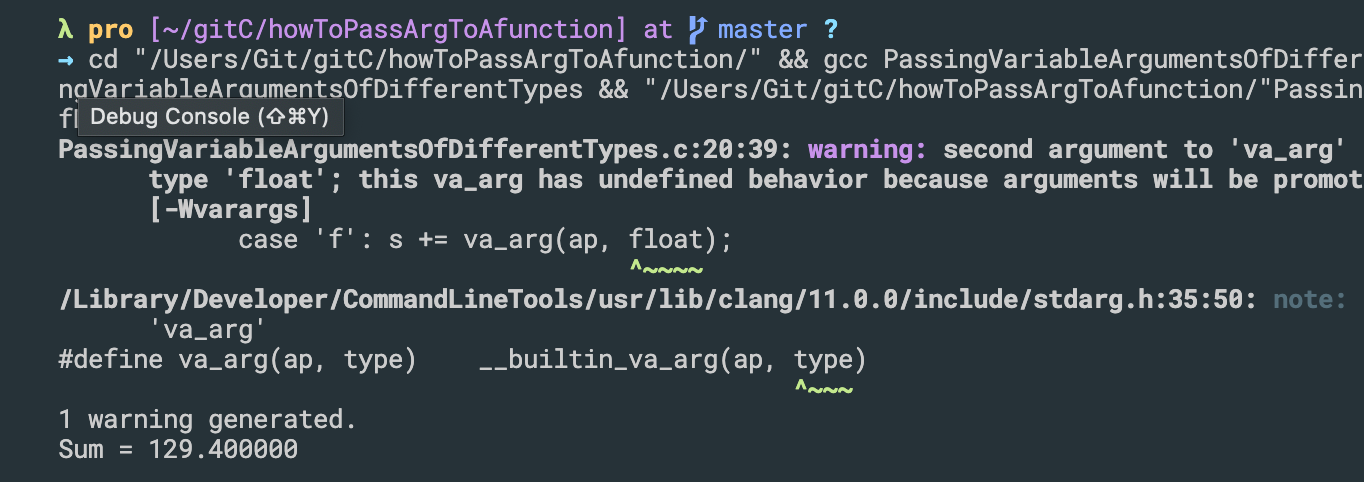 λ pro [~/gitC/howToPassArgToAfunction] at master ?
→ cd "/Users/Git/gitC/howToPassArgToAfunction/" && gcc PassingVariableArgumentsOfDiffer
ngVariableArgumentsOfDifferentTypes && "/Users/Git/gitC/howToPassArgToAfunction/"Passin
Debug Console (⇧⌘Y)
PassingVariableArgumentsOfDifferentTypes.c:20:39: warning: second argument to 'va_arg'
type 'float'; this va_arg has undefined behavior because arguments will be promot
[-Wvarargs]
case 'f': s += va_arg(ap, float);
^~~~~
/Library/Developer/CommandLineTools/usr/lib/clang/11.0.0/include/stdarg.h:35:50: note:
'va_arg'
#define va_arg(ap, type)    __builtin_va_arg(ap, type)
^~~~
1 warning generated.
Sum = 129.400000